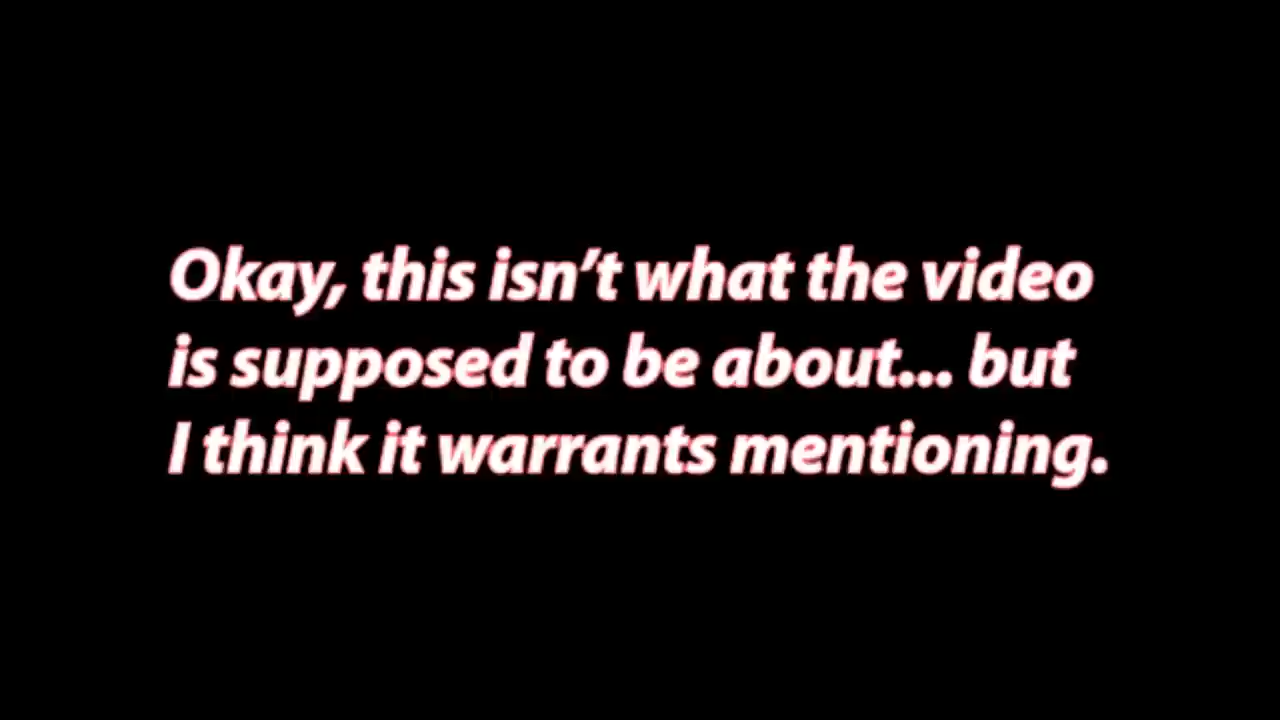 Okay, this isn’t what the video
is supposed to be about... but
I think it warrants mentioning.